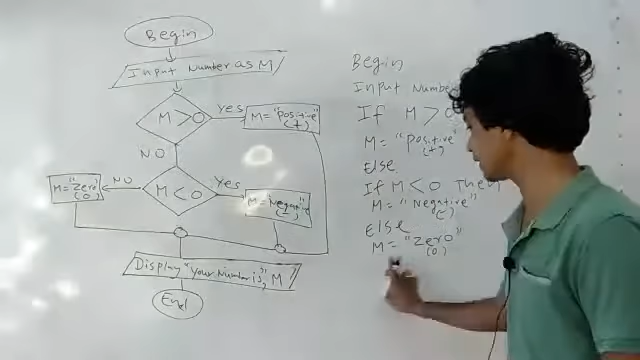 Begin
Input Number as M
M > 0
Yes
M = "positive"
(+)
NO
M < 0
NO
M = "Zero"
(0)
Yes
M = "Negative"
(-)
Display "Your Number is", M
End
Begin
Input Number
If M > 0
M = "positive"
(+)
Else
If M < 0 Then
M = "Negative"
(-)
Else
M = "Zero"
(0)